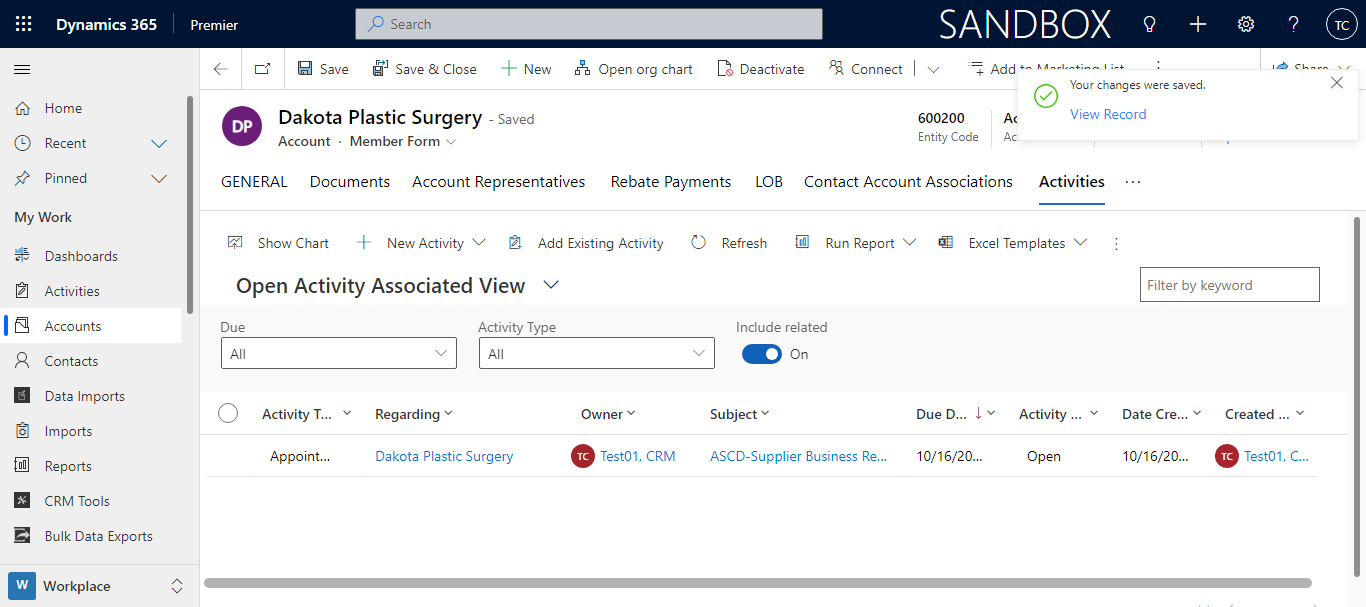 Dynamics 365 Premier Search SANDBOX ? TC
Save Save & Close New Open org chart Deactivate Connect Add to Marketing List Share
Your changes were saved.
View Record
DP Dakota Plastic Surgery - Saved
Account · Member Form
600200
Entity Code
GENERAL Documents Account Representatives Rebate Payments LOB Contact Account Associations Activities ...
Home
Recent
Pinned
My Work
Dashboards
Activities
Accounts
Contacts
Data Imports
Imports
Reports
CRM Tools
Bulk Data Exports
W Workplace
Show Chart New Activity Add Existing Activity Refresh Run Report Excel Templates
Open Activity Associated View Filter by keyword
Due Activity Type Include related
All All On
Activity T... Regarding Owner Subject Due D... Activity ... Date Cre... Created ...
Appoint... Dakota Plastic Surgery TC Test01, CRM ASCD-Supplier Business Re... 10/16/20... Open 10/16/20... TC Test01, C...